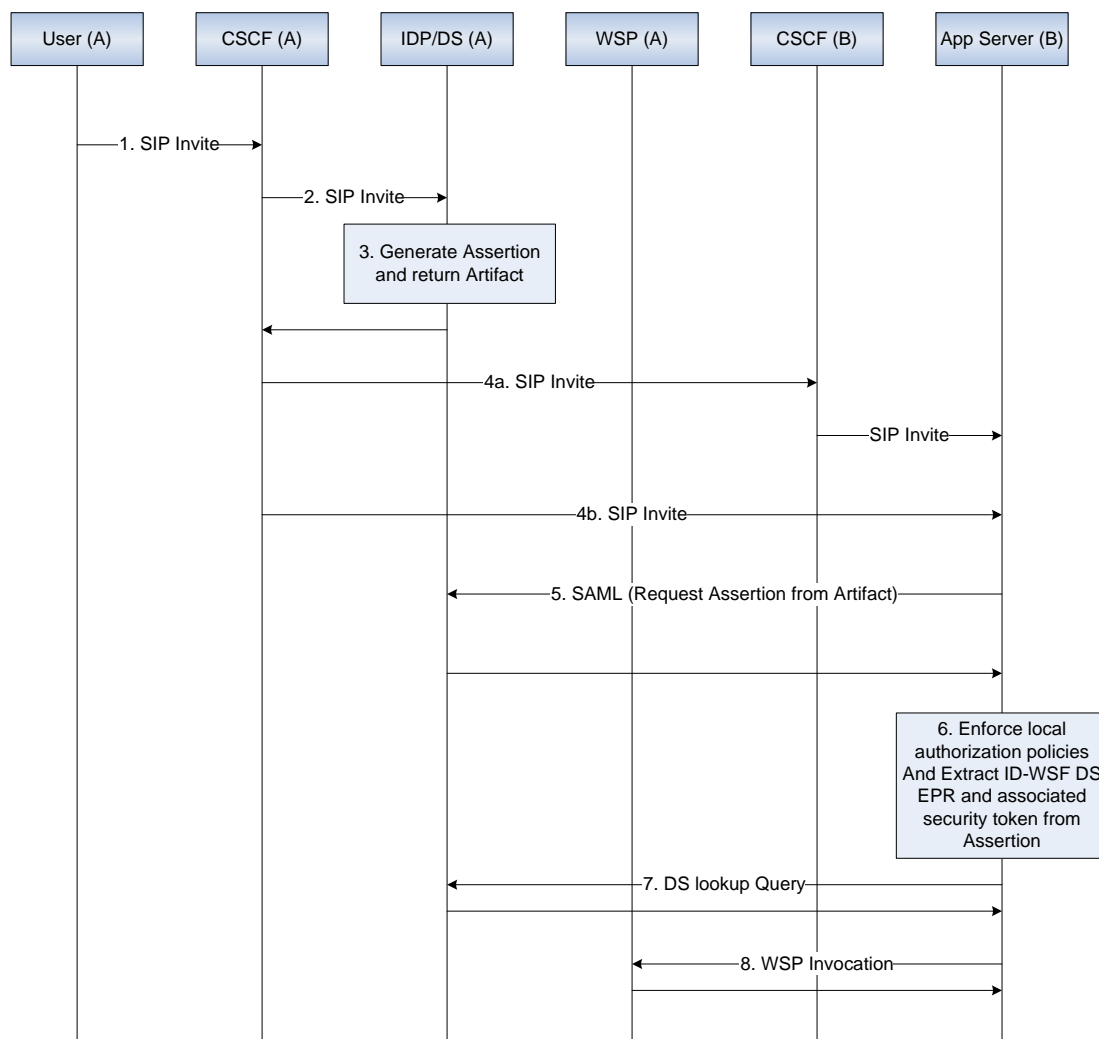 User (A)
CSCF (A)
IDP/DS (A)
WSP (A)
CSCF (B)
App Server (B)
1. SIP Invite
2. SIP Invite
3. Generate Assertion
and return Artifact
4a. SIP Invite
SIP Invite
4b. SIP Invite
5. SAML (Request Assertion from Artifact)
6. Enforce local
authorization policies
And Extract ID-WSF DS
EPR and associated
security token from
Assertion
7. DS lookup Query
8. WSP Invocation